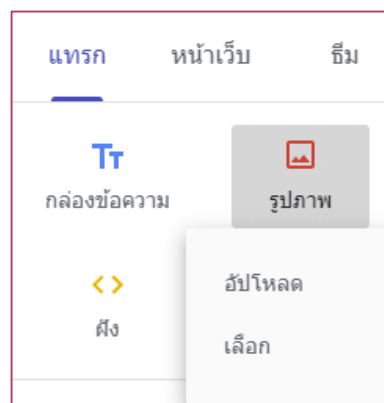 แทรก หน้าเว็บ ธีม
กล่องข้อความ รูปภาพ
ฝัง
อัปโหลด
เลือก